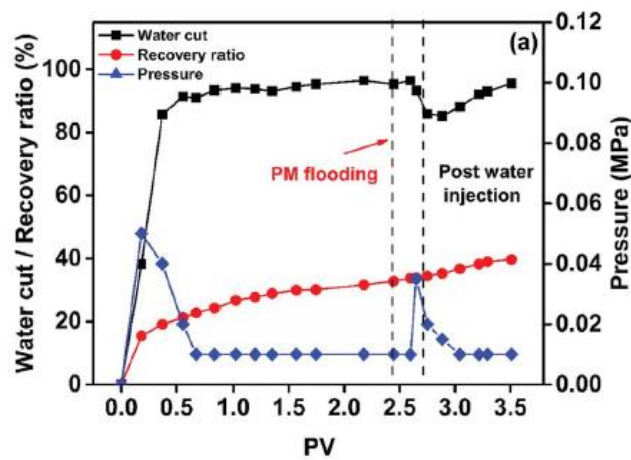 (a)
Water cut
Recovery ratio
Pressure
PM flooding
Post water
injection
Water cut / Recovery ratio (%)
100
80
60
40
20
0
Pressure (MPa)
0.12
0.10
0.08
0.06
0.04
0.02
0.00
0.0 0.5 1.0 1.5 2.0 2.5 3.0 3.5
PV